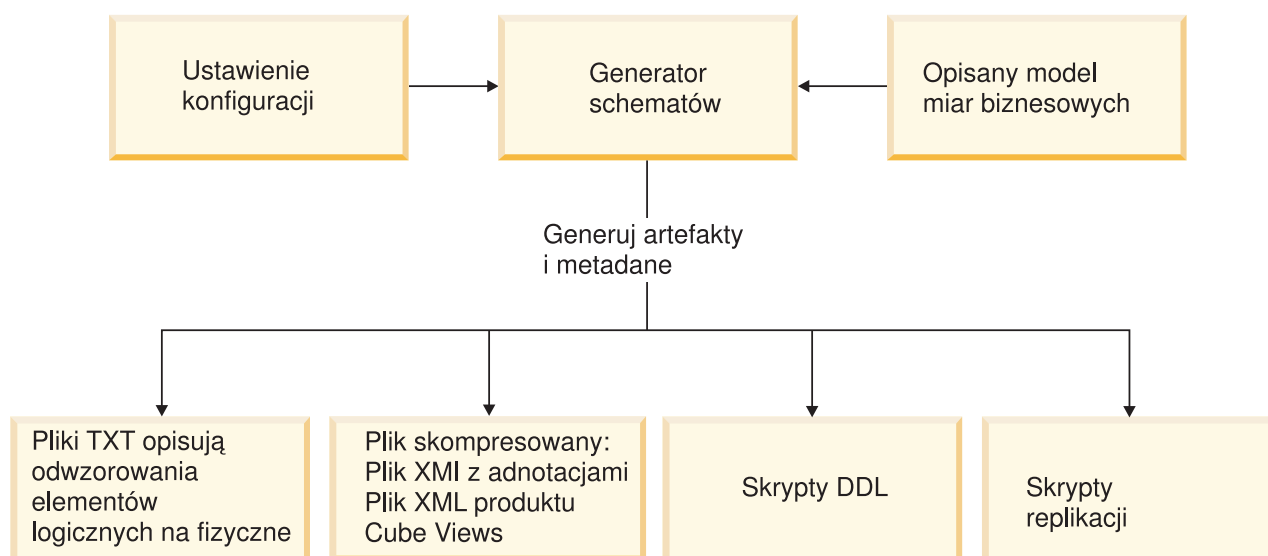 Ustawienie
konfiguracji
Generator
schematów
Opisany model
miar biznesowych
Generuj artefakty
i metadane
Pliki TXT opisują
odwzorowania
elementów
logicznych na fizyczne
Plik skompresowany:
Plik XMI z adnotacjami
Plik XML produktu
Cube Views
Skrypty DDL
Skrypty
replikacji